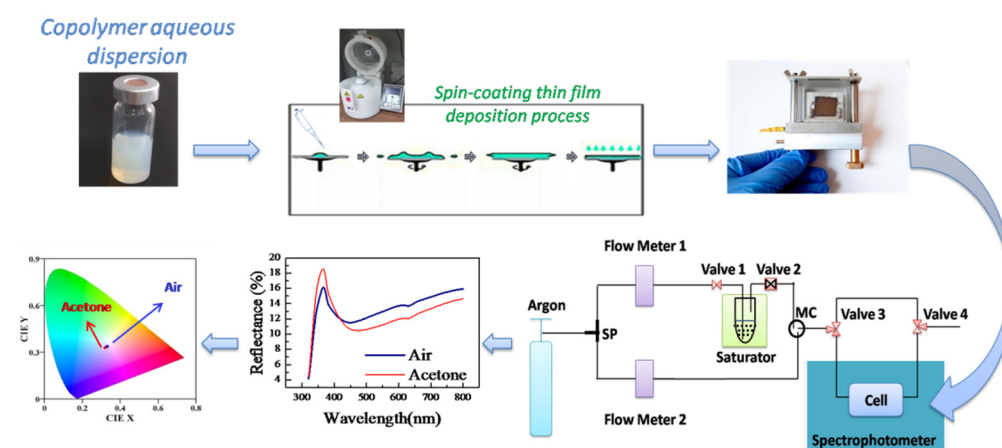 Copolymer aqueous
dispersion
Spin-coating thin film
deposition process
Flow Meter 1
Valve 1
Valve 2
Argon
SP
MC
Valve 3
Valve 4
Saturator
Flow Meter 2
Cell
Spectrophotometer
Reflectance (%)
20
18
16
14
12
10
8
6
4
Air
Acetone
300
400
500
600
700
800
Wavelength(nm)
CIE Y
0.9
0.6
0.3
0
Acetone
Air
0
0.2
0.4
0.6
0.8
CIE X